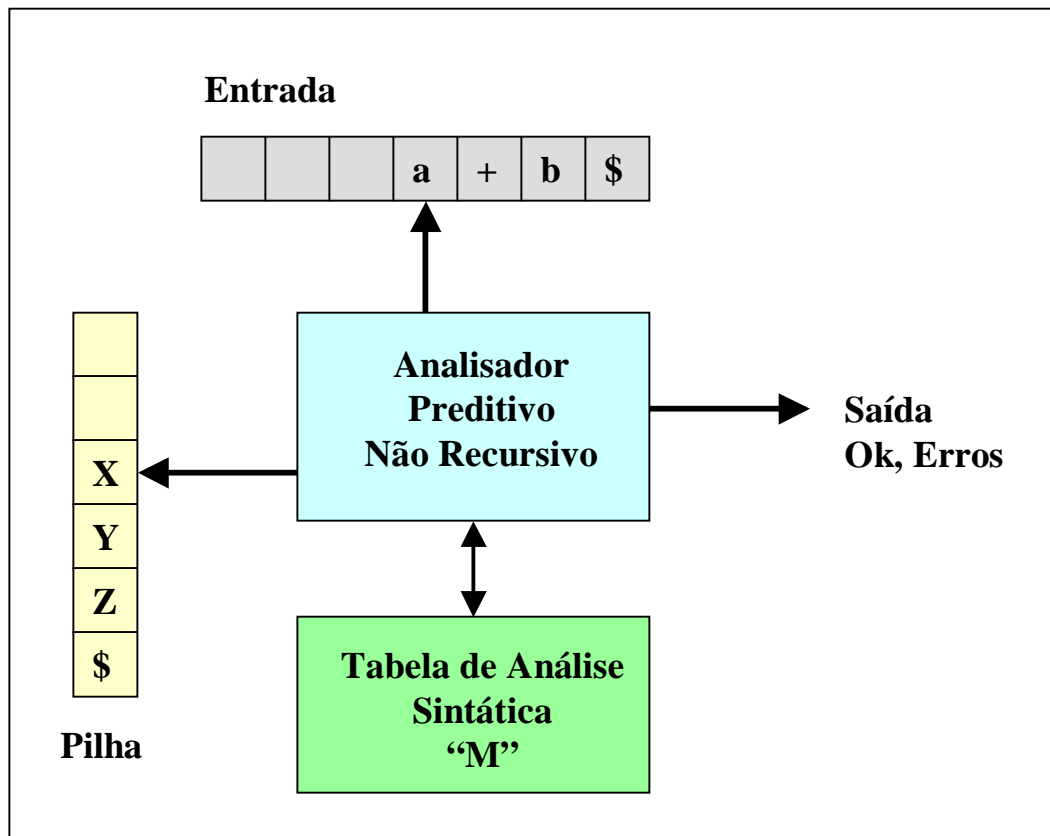 Entrada
a + b $
Analisador
Preditivo
Não Recursivo
Saída
Ok, Erros
X
Y
Z
$
Pilha
Tabela de Análise
Sintática
“M”